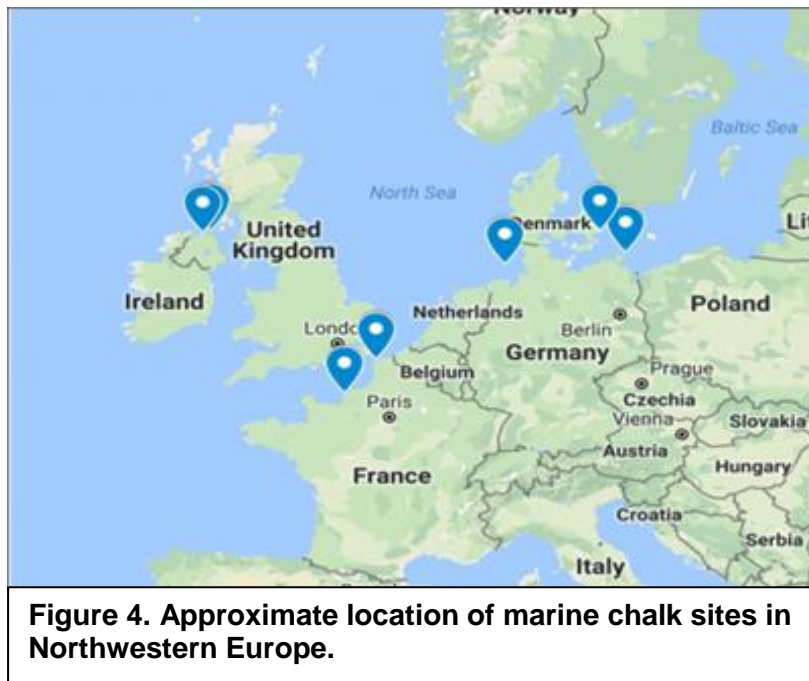 Norway
Baltic Sea
North Sea
Denmark
Lit
United
Kingdom
Ireland
Netherlands
Poland
London
Berlin
Germany
Belgium
Prague
Paris
Czechia
Vienna
Slovakia
Austria
Hungary
France
Croatia
Serbia
Italy
Figure 4. Approximate location of marine chalk sites in
Northwestern Europe.